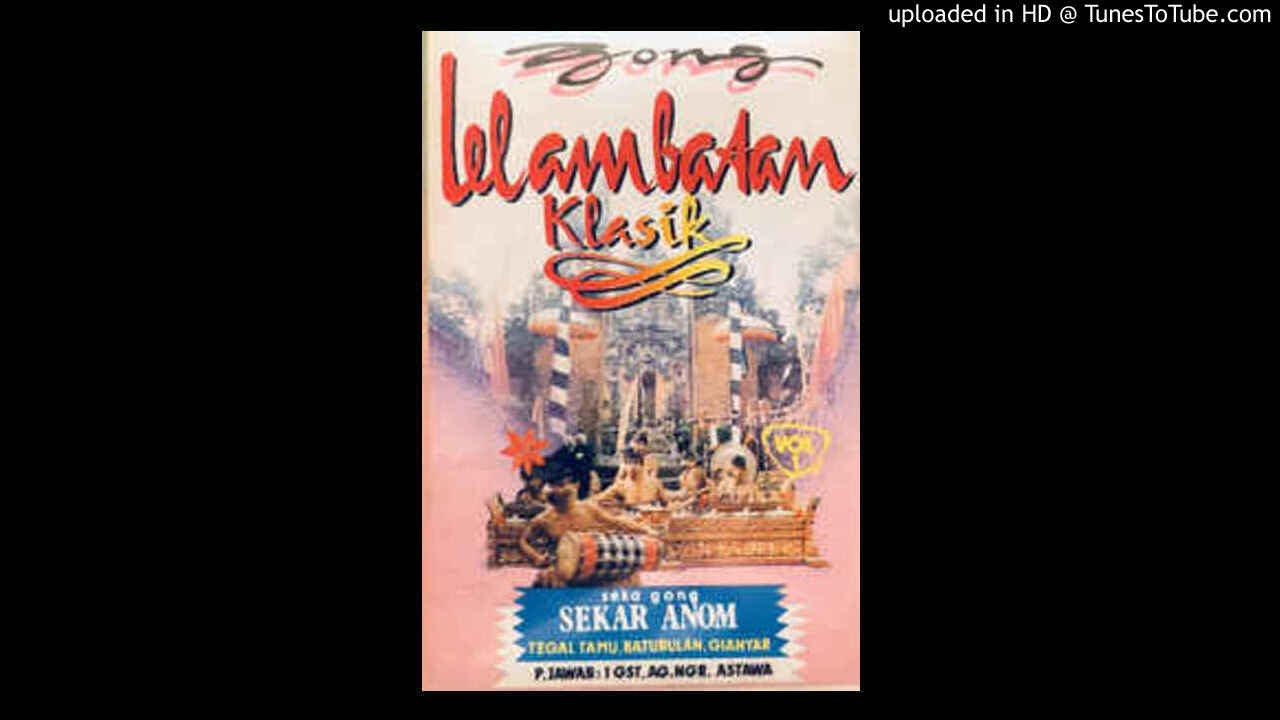 uploaded in HD @ TunesToTube.com
Gong
Lelambatan
Klasik
VOL
1
seka gong
SEKAR ANOM
TEGAL TAMU, BATUBULAN, GIANYAR
P. JAWAB : I GST. AG. NGR. ASTAWA